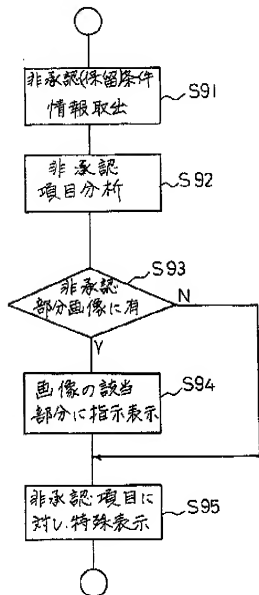 非承認(保留)条件
情報取出
S91
非承認
項目分析
S92
S93
非承認
部分画像に有
N
Y
画像の該当
部分に指示表示
S94
非承認項目に
対し特殊表示
S95